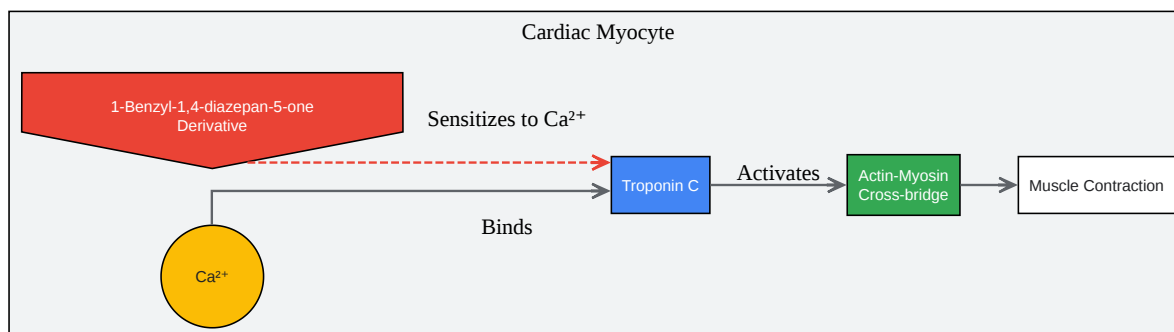 Cardiac Myocyte
1-Benzyl-1,4-diazepan-5-one
Derivative
Sensitizes to Ca²⁺
Troponin C
Activates
Actin-Myosin
Cross-bridge
Muscle Contraction
Binds
Ca²⁺